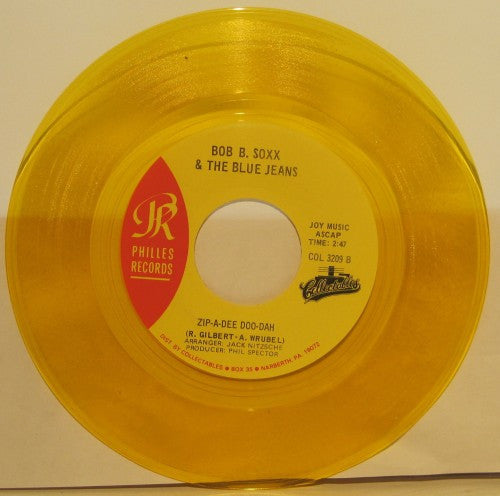 BOB B. SOXX
& THE BLUE JEANS
PR
PHILLES
RECORDS
JOY MUSIC
ASCAP
TIME: 2:47
COL 3209 B
Collectables
ZIP-A-DEE DOO-DAH
(R. GILBERT - A. WRUBEL)
ARRANGER: JACK NITZSCHE
PRODUCER: PHIL SPECTOR
DIST. BY COLLECTABLES • BOX 35 • NARBERTH, PA. 19072